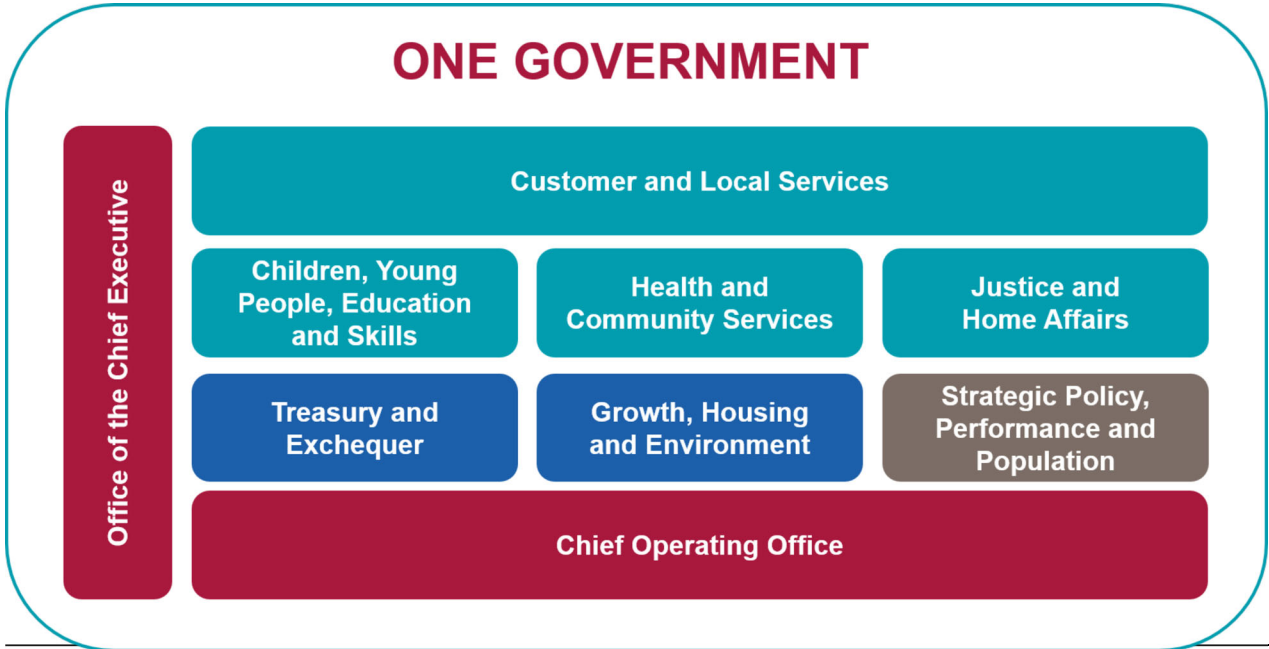 ONE GOVERNMENT
Office of the Chief Executive
Customer and Local Services
Children, Young
People, Education
and Skills
Health and
Community Services
Justice and
Home Affairs
Treasury and
Exchequer
Growth, Housing
and Environment
Strategic Policy,
Performance and
Population
Chief Operating Office